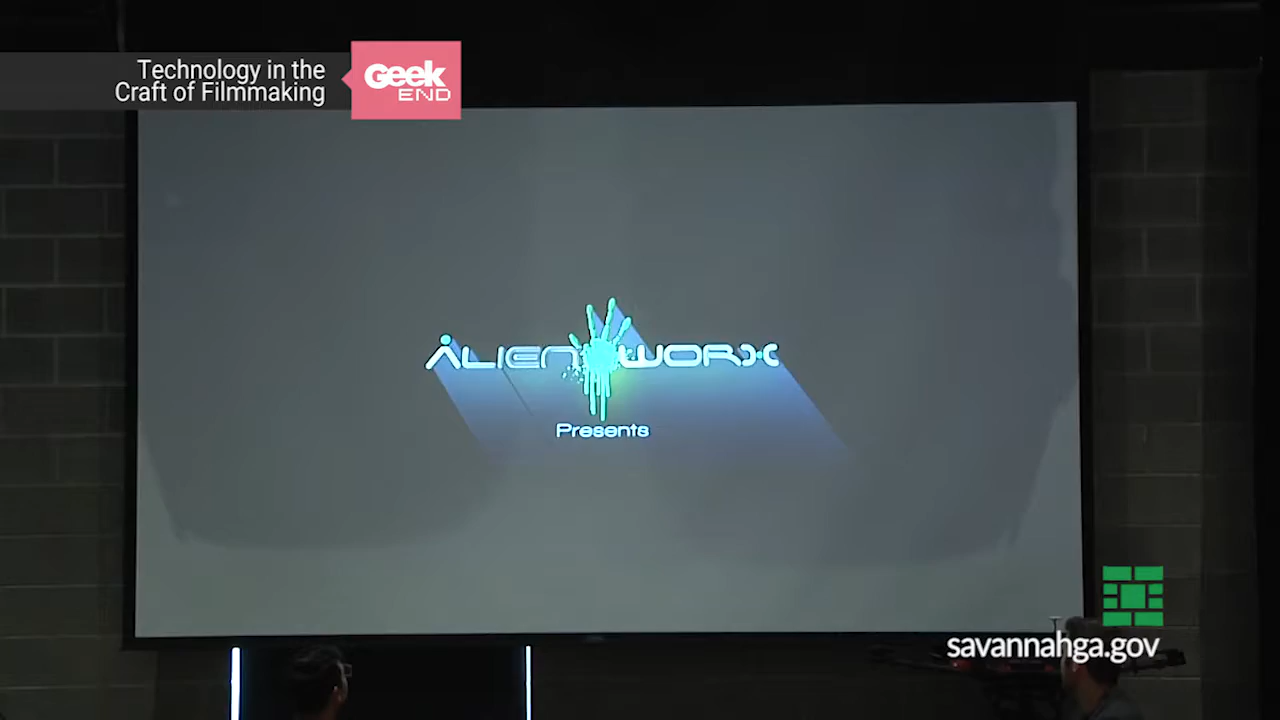 Technology in the
Craft of Filmmaking
Geek
END
ALIEN WORX
Presents
savannahga.gov